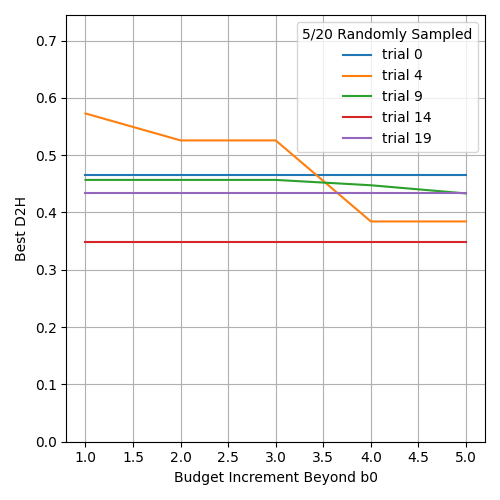 5/20 Randomly Sampled
trial 0
trial 4
trial 9
trial 14
trial 19
Best D2H
0.7
0.6
0.5
0.4
0.3
0.2
0.1
0.0
1.0 1.5 2.0 2.5 3.0 3.5 4.0 4.5 5.0
Budget Increment Beyond b0